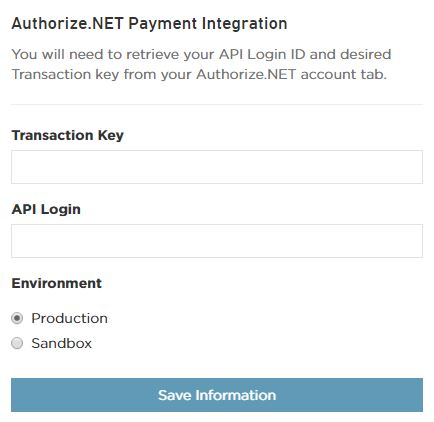 Authorize.NET Payment Integration
You will need to retrieve your API Login ID and desired
Transaction key from your Authorize.NET account tab.
Transaction Key
API Login
Environment
Production
Sandbox
Save Information